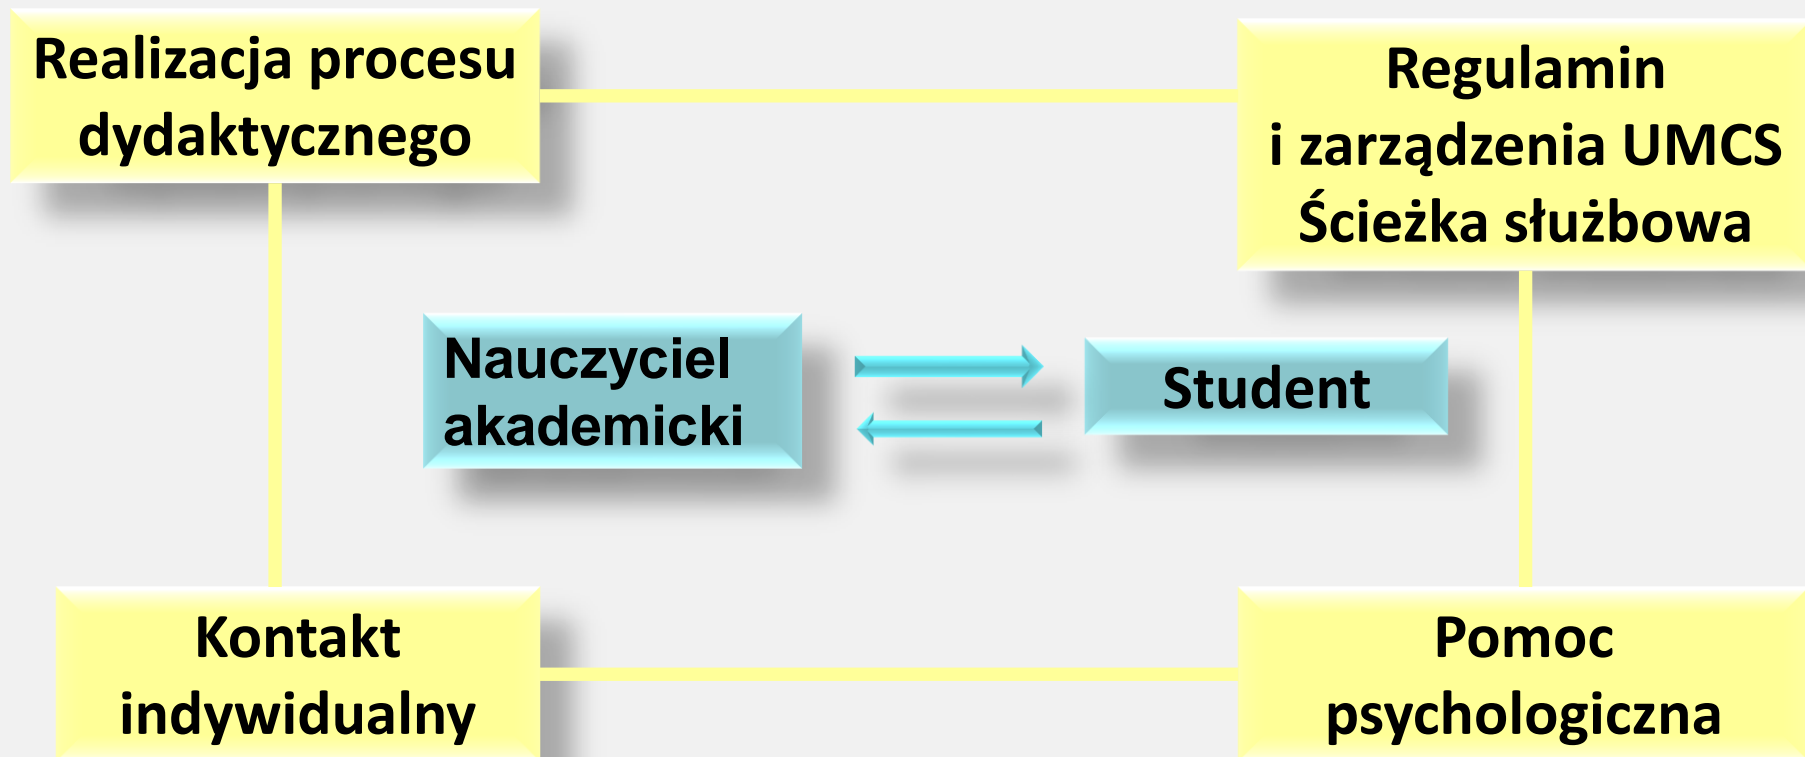 Realizacja procesu
dydaktycznego
Regulamin
i zarządzenia UMCS
Ścieżka służbowa
Nauczyciel
akademicki
Student
Kontakt
indywidualny
Pomoc
psychologiczna